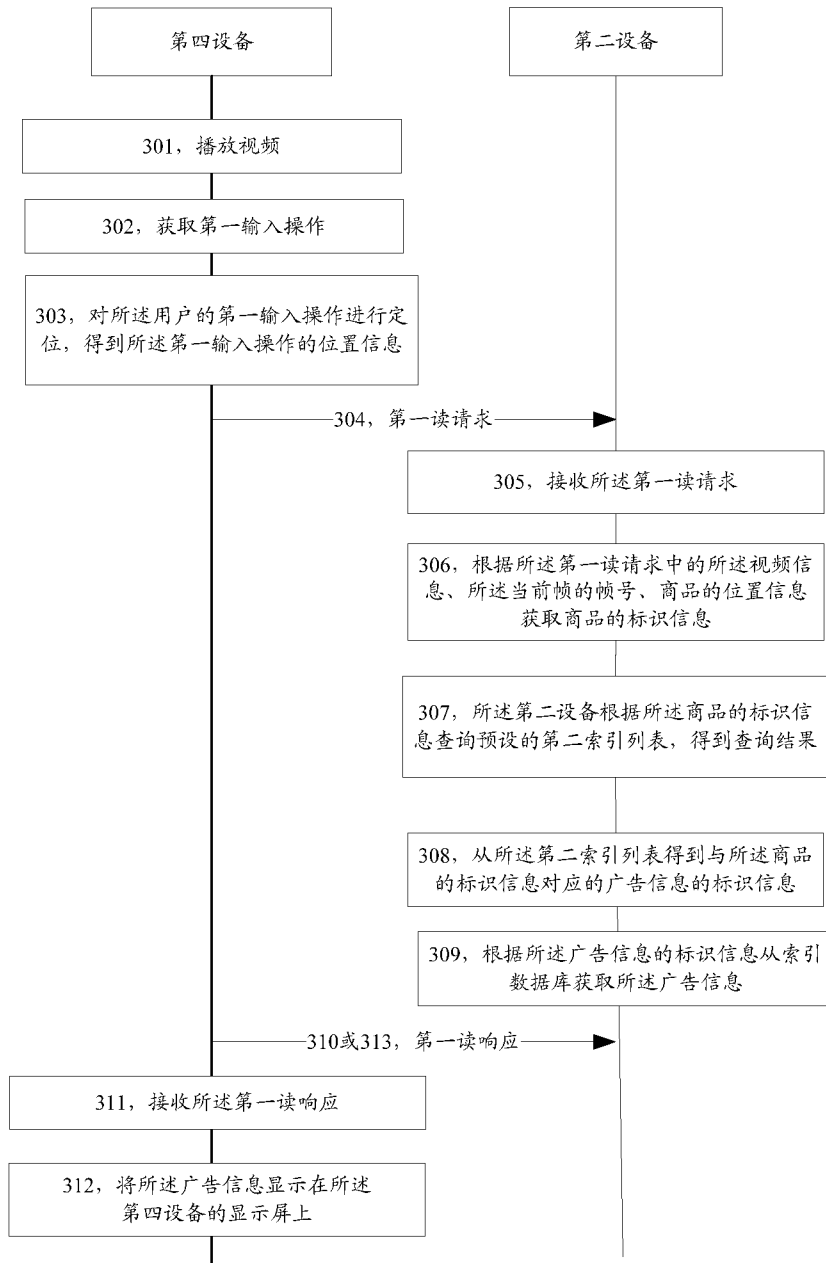 第四设备
第二设备
301，播放视频
302，获取第一输入操作
303，对所述用户的第一输入操作进行定
位，得到所述第一输入操作的位置信息
304，第一读请求
305，接收所述第一读请求
306，根据所述第一读请求中的所述视频信
息、所述当前帧的帧号、商品的位置信息
获取商品的标识信息
307，所述第二设备根据所述商品的标识信
息查询预设的第二索引列表，得到查询结果
308，从所述第二索引列表得到与所述商品
的标识信息对应的广告信息的标识信息
309，根据所述广告信息的标识信息从索引
数据库获取所述广告信息
310或313，第一读响应
311，接收所述第一读响应
312，将所述广告信息显示在所述
第四设备的显示屏上